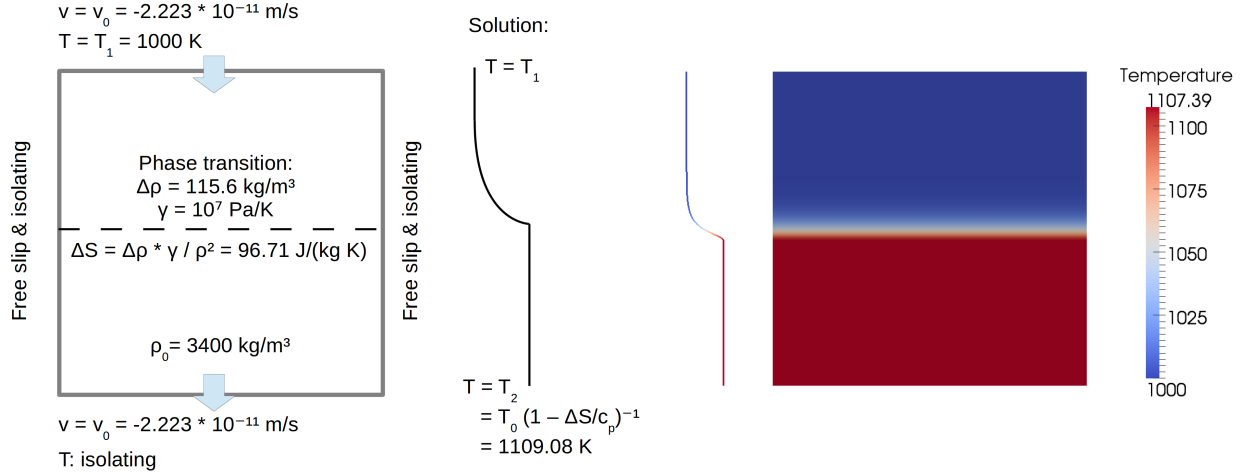 v = v₀ = -2.223 * 10⁻¹¹ m/s
T = T₁ = 1000 K
Free slip & isolating
Phase transition:
Δρ = 115.6 kg/m³
γ = 10⁷ Pa/K
ΔS = Δρ * γ / ρ² = 96.71 J/(kg K)
ρ₀= 3400 kg/m³
Free slip & isolating
v = v₀ = -2.223 * 10⁻¹¹ m/s
T: isolating
Solution:
T = T₁
T = T₂
= T₀ (1 – ΔS/cₚ)⁻¹
= 1109.08 K
Temperature
1107.39
1100
1075
1050
1025
1000